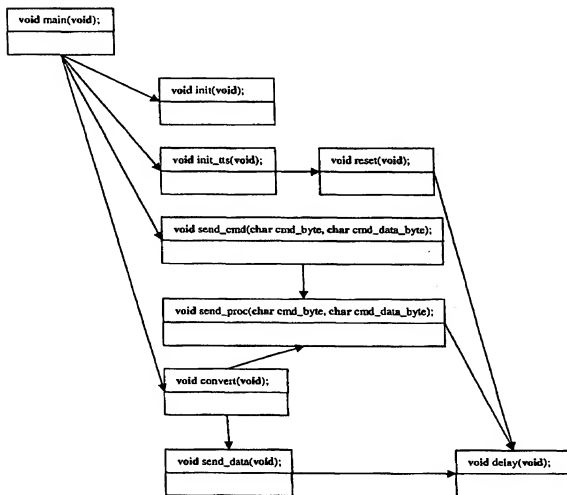 void main(void);
void init(void);
void init_tts(void);
void reset(void);
void send_cmd(char cmd_byte, char cmd_data_byte);
void send_proc(char cmd_byte, char cmd_data_byte);
void convert(void);
void send_data(void);
void delay(void);